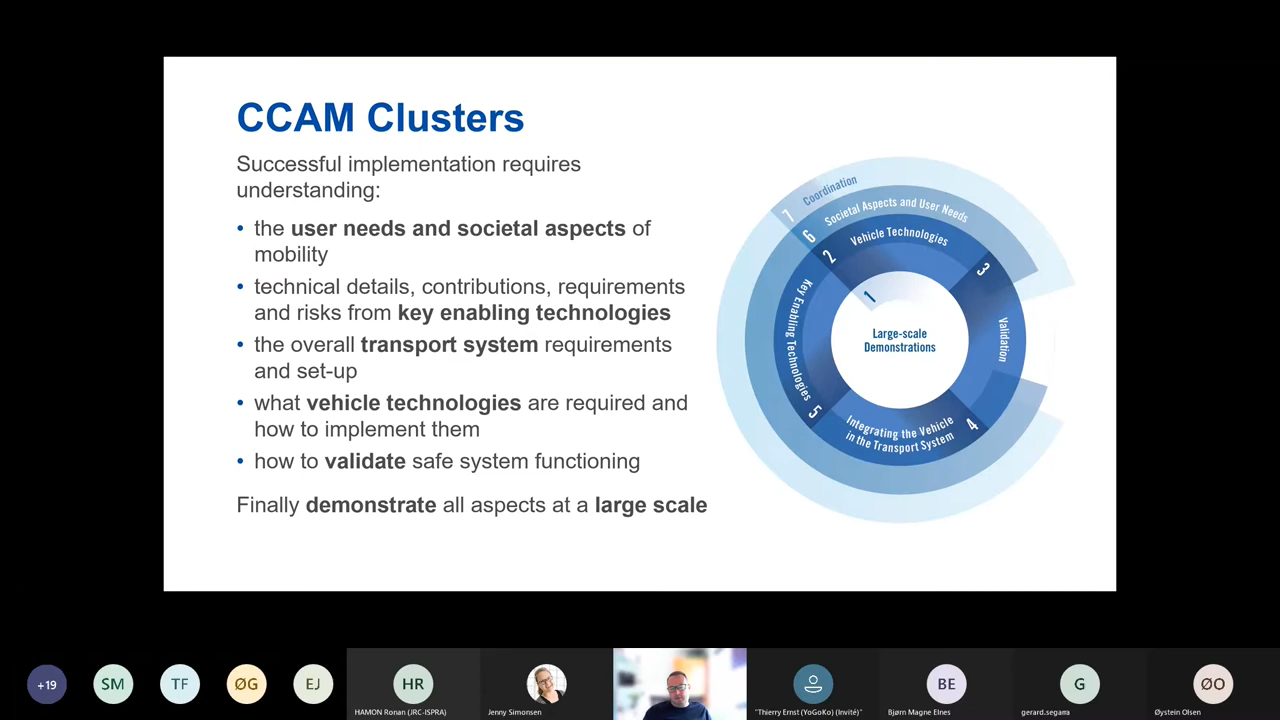 CCAM Clusters
Successful implementation requires
understanding:
• the user needs and societal aspects of
mobility
• technical details, contributions, requirements
and risks from key enabling technologies
• the overall transport system requirements
and set-up
• what vehicle technologies are required and
how to implement them
• how to validate safe system functioning
Finally demonstrate all aspects at a large scale
7 Coordination
6 Societal Aspects and User Needs
2 Vehicle Technologies
3 Validation
1
Large-scale
Demonstrations
5 Key Enabling Technologies
4 Integrating the Vehicle
in the Transport System
+19
SM
TF
ØG
EJ
HR
HAMON Ronan (JRC-ISPRA)
Jenny Simonsen
"Thierry Ernst (YoGoKo) (Invité)"
BE
Bjørn Magne Elnes
G
gerard.segarra
ØO
Øystein Olsen